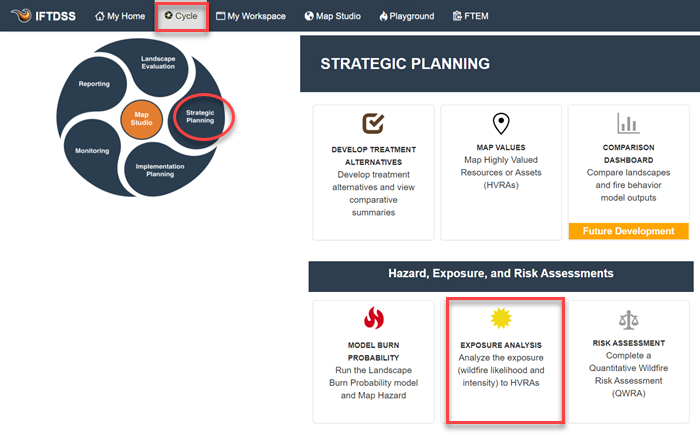 IFTDSS My Home Cycle My Workspace Map Studio Playground FTEM
Landscape
Evaluation
Reporting
Strategic
Planning
Map
Studio
Monitoring
Implementation
Planning
STRATEGIC PLANNING
DEVELOP TREATMENT
ALTERNATIVES
Develop treatment
alternatives and view
comparative
summaries
MAP VALUES
Map Highly Valued
Resources or Assets
(HVRAs)
COMPARISON
DASHBOARD
Compare landscapes
and fire behavior
model outputs
Future Development
Hazard, Exposure, and Risk Assessments
MODEL BURN
PROBABILITY
Run the Landscape
Burn Probability model
and Map Hazard
EXPOSURE ANALYSIS
Analyze the exposure
(wildfire likelihood and
intensity) to HVRAs
RISK ASSESSMENT
Complete a
Quantitative Wildfire
Risk Assessment
(QWRA)